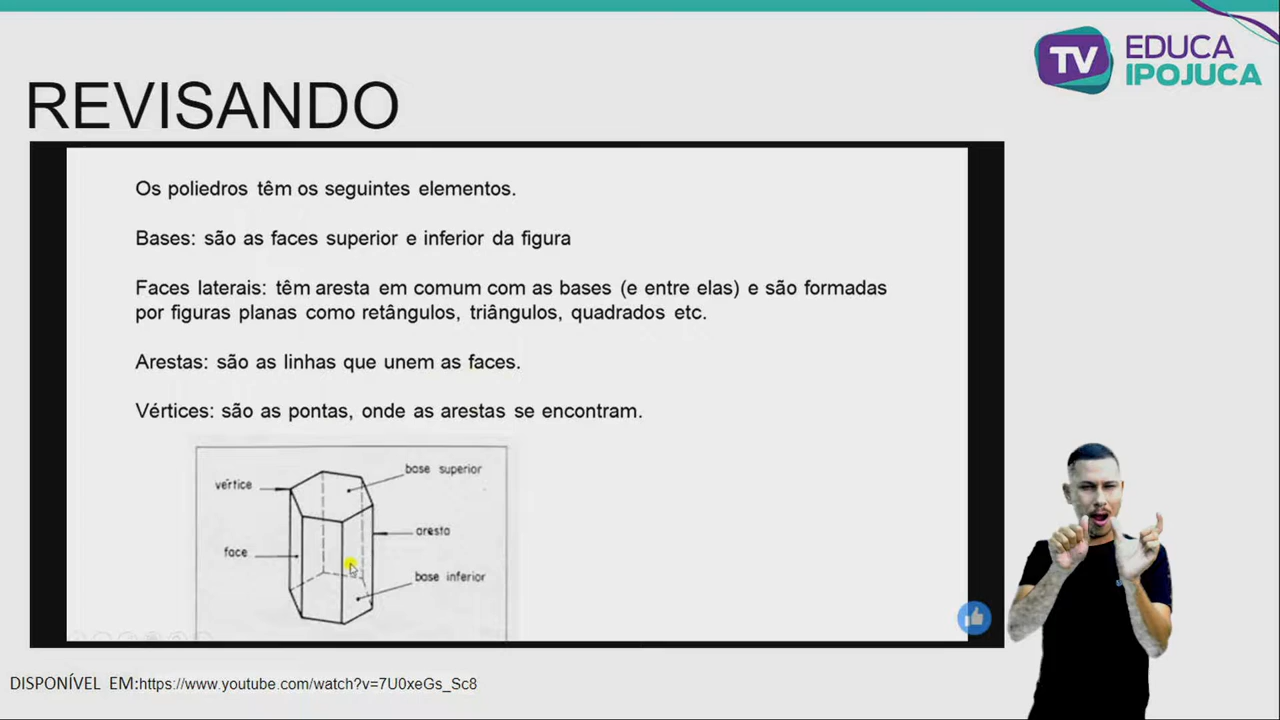 TV EDUCA
IPOJUCA
REVISANDO
Os poliedros têm os seguintes elementos.
Bases: são as faces superior e inferior da figura
Faces laterais: têm aresta em comum com as bases (e entre elas) e são formadas
por figuras planas como retângulos, triângulos, quadrados etc.
Arestas: são as linhas que unem as faces.
Vértices: são as pontas, onde as arestas se encontram.
base superior
vértice
aresta
face
base inferior
DISPONÍVEL EM:https://www.youtube.com/watch?v=7U0xeGs_Sc8